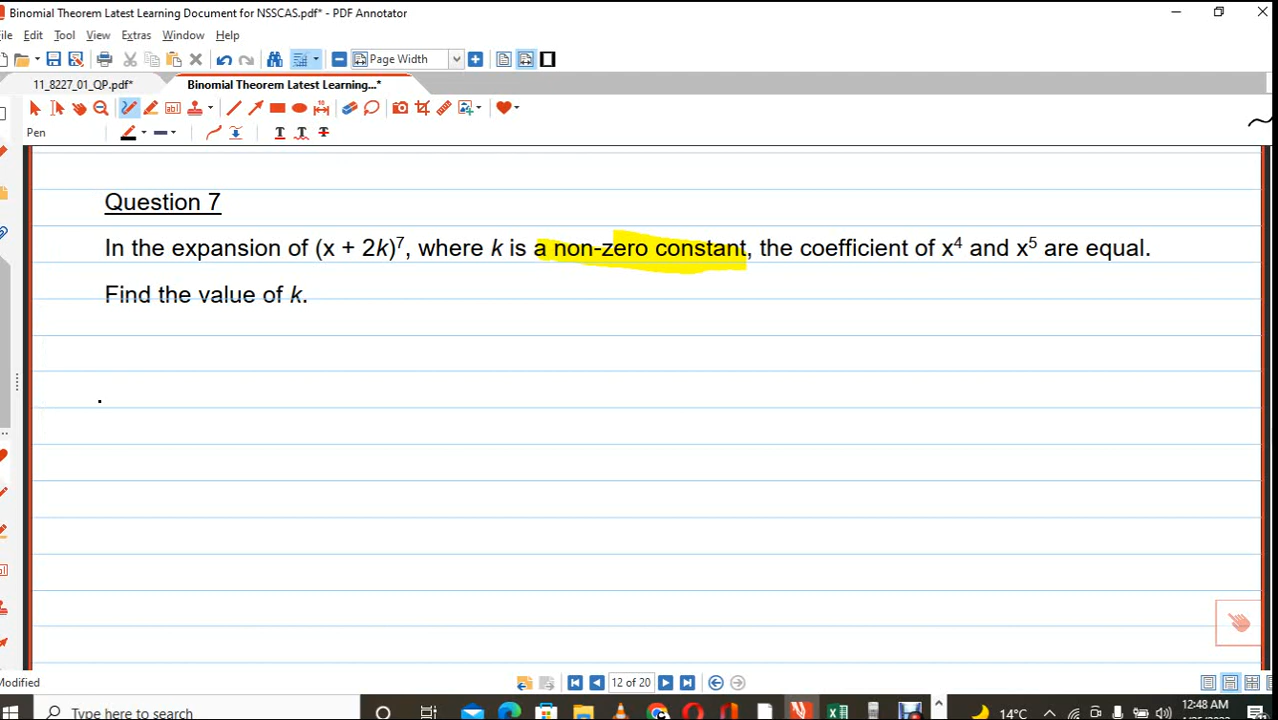 Binomial Theorem Latest Learning Document for NSSCAS.pdf* - PDF Annotator
ile Edit Tool View Extras Window Help
Page Width
11_8227_01_QP.pdf* Binomial Theorem Latest Learning...*
Pen
Question 7
In the expansion of (x + 2k)⁷, where k is a non-zero constant, the coefficient of x⁴ and x⁵ are equal.
Find the value of k.
.
12 of 20
Modified
Type here to search
14°C
12:48 AM